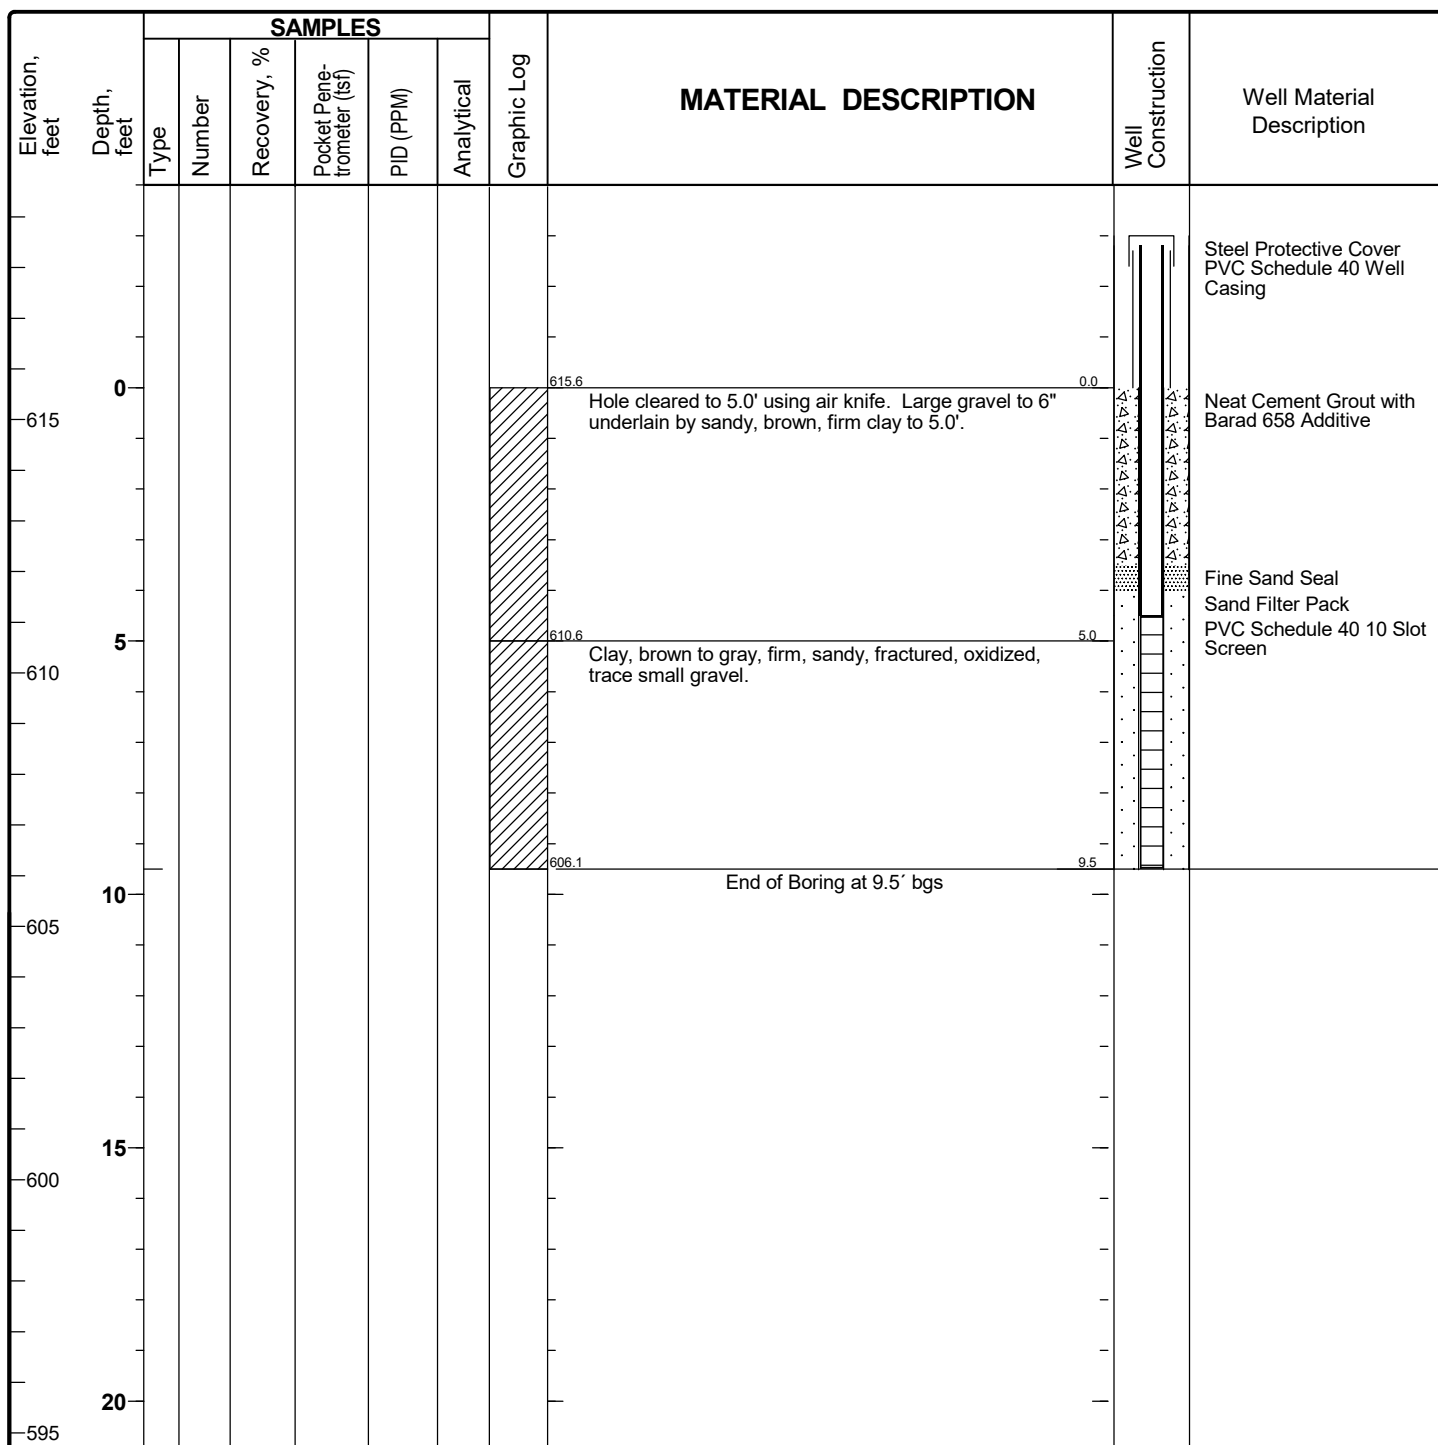 SAMPLES
Elevation,
feet
Depth,
feet
Type
Number
Recovery, %
Pocket Pene-
trometer (tsf)
PID (PPM)
Analytical
Graphic Log
MATERIAL DESCRIPTION
Well
Construction
Well Material
Description
Steel Protective Cover
PVC Schedule 40 Well
Casing
0
615.6
0.0
Hole cleared to 5.0' using air knife. Large gravel to 6"
underlain by sandy, brown, firm clay to 5.0'.
Neat Cement Grout with
Barad 658 Additive
615
Fine Sand Seal
Sand Filter Pack
PVC Schedule 40 10 Slot
Screen
5
610.6
5.0
Clay, brown to gray, firm, sandy, fractured, oxidized,
trace small gravel.
610
606.1
9.5
End of Boring at 9.5´ bgs
10
605
15
600
20
595